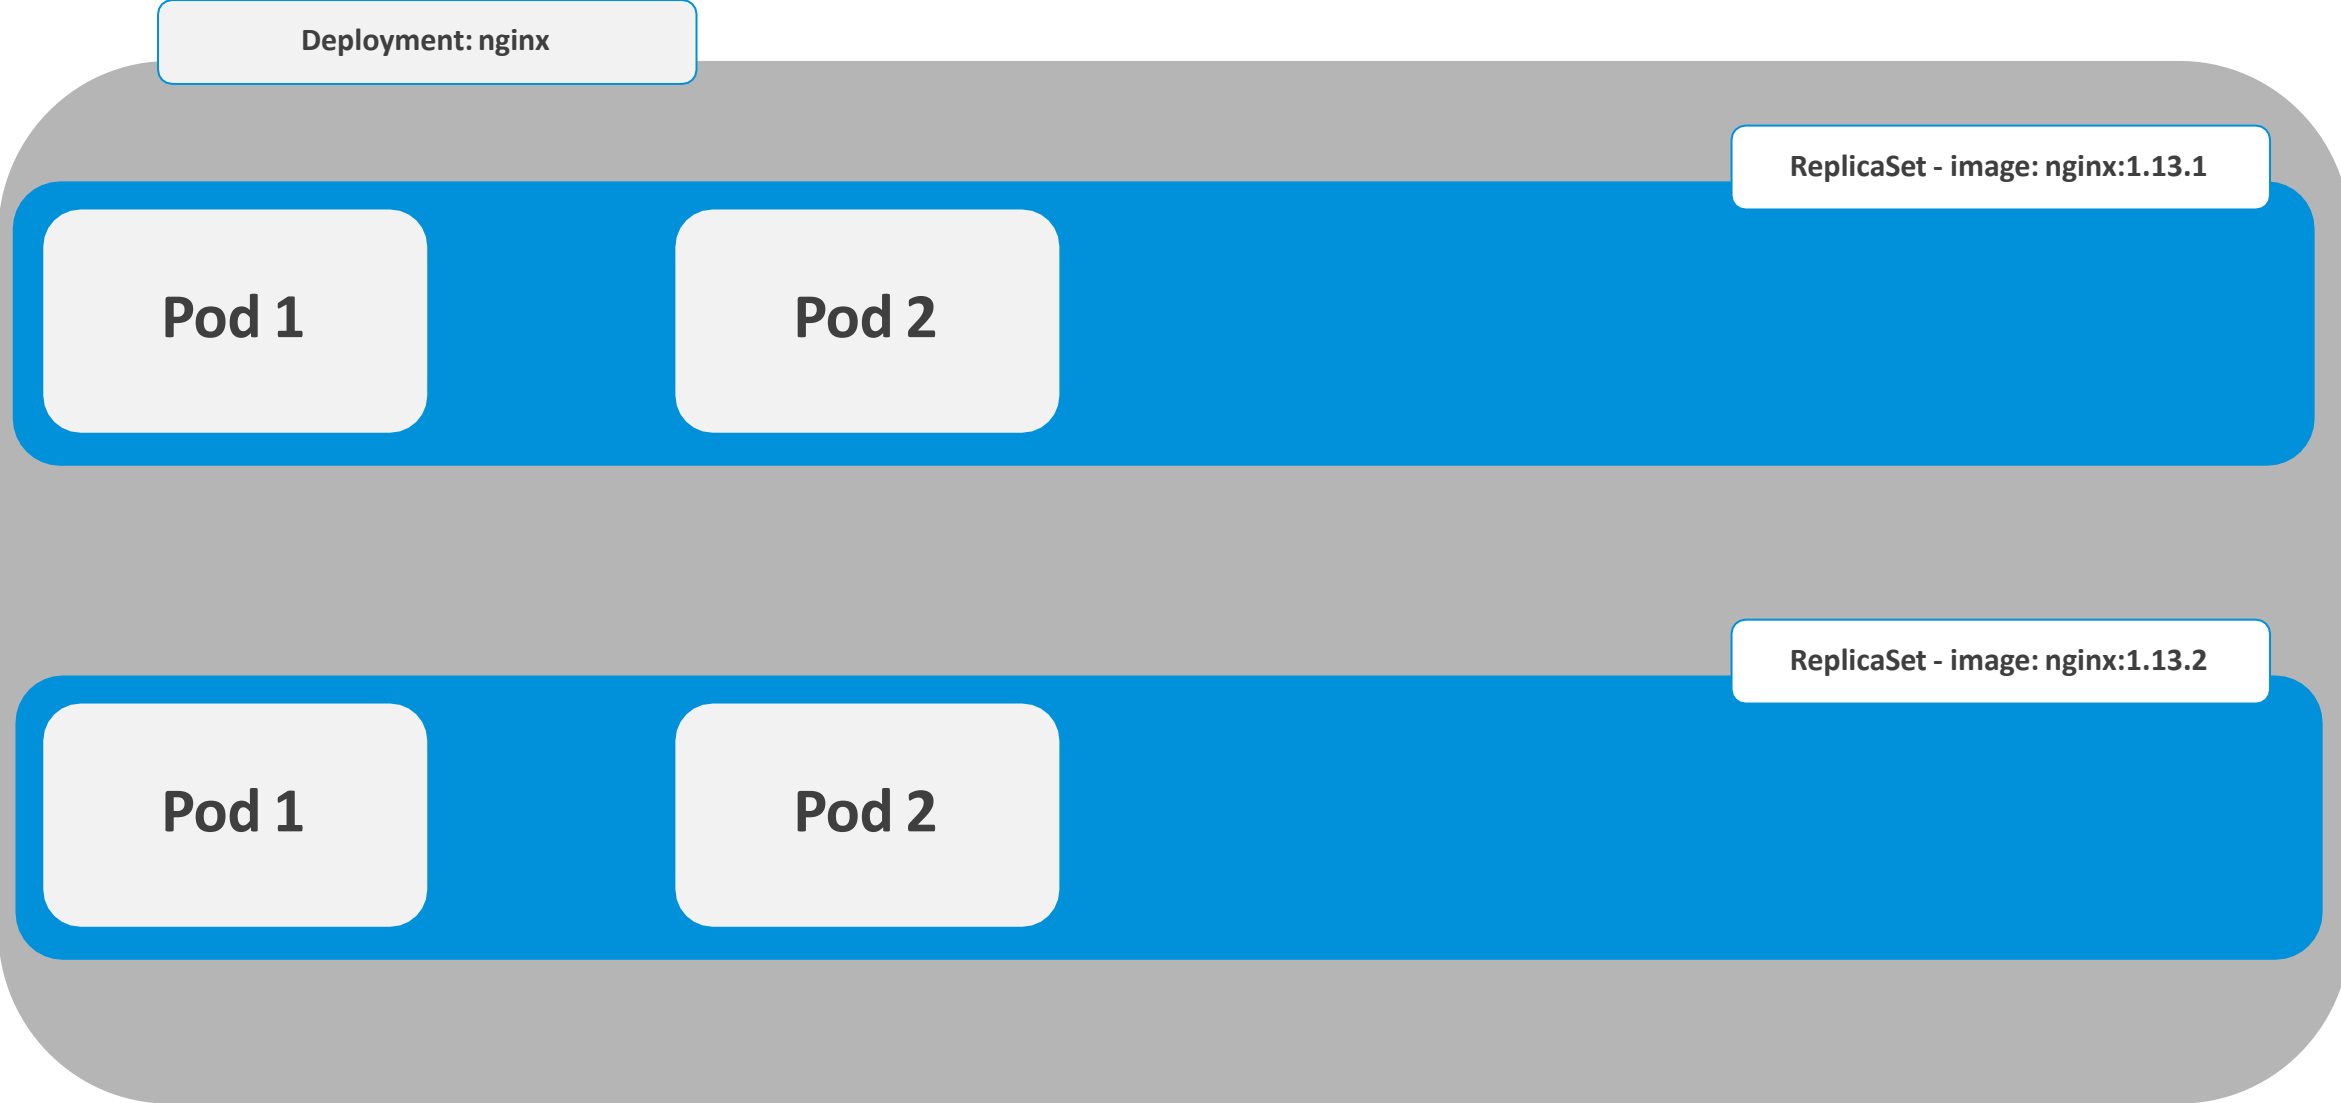 Deployment: nginx
ReplicaSet - image: nginx:1.13.1
Pod 1
Pod 2
ReplicaSet - image: nginx:1.13.2
Pod 1
Pod 2